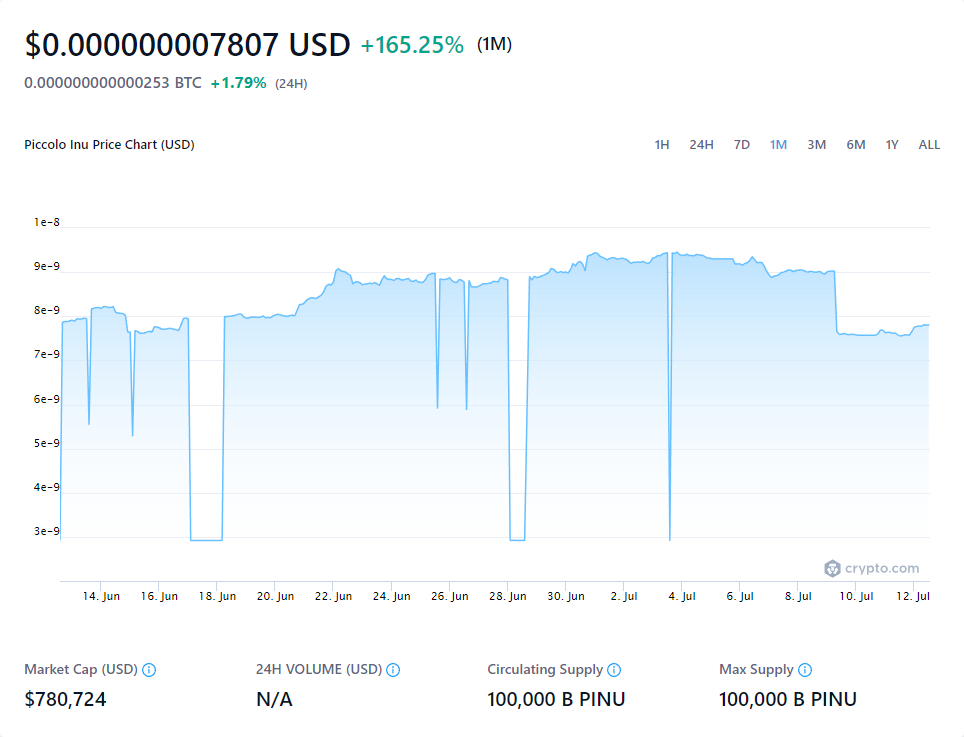 $0.000000007807 USD +165.25% (1M)
0.000000000000253 BTC +1.79% (24H)
Piccolo Inu Price Chart (USD) 1H 24H 7D 1M 3M 6M 1Y ALL
1e-8
9e-9
8e-9
7e-9
6e-9
5e-9
4e-9
3e-9
crypto.com
14. Jun 16. Jun 18. Jun 20. Jun 22. Jun 24. Jun 26. Jun 28. Jun 30. Jun 2. Jul 4. Jul 6. Jul 8. Jul 10. Jul 12. Jul
Market Cap (USD) 24H VOLUME (USD) Circulating Supply Max Supply
$780,724 N/A 100,000 B PINU 100,000 B PINU